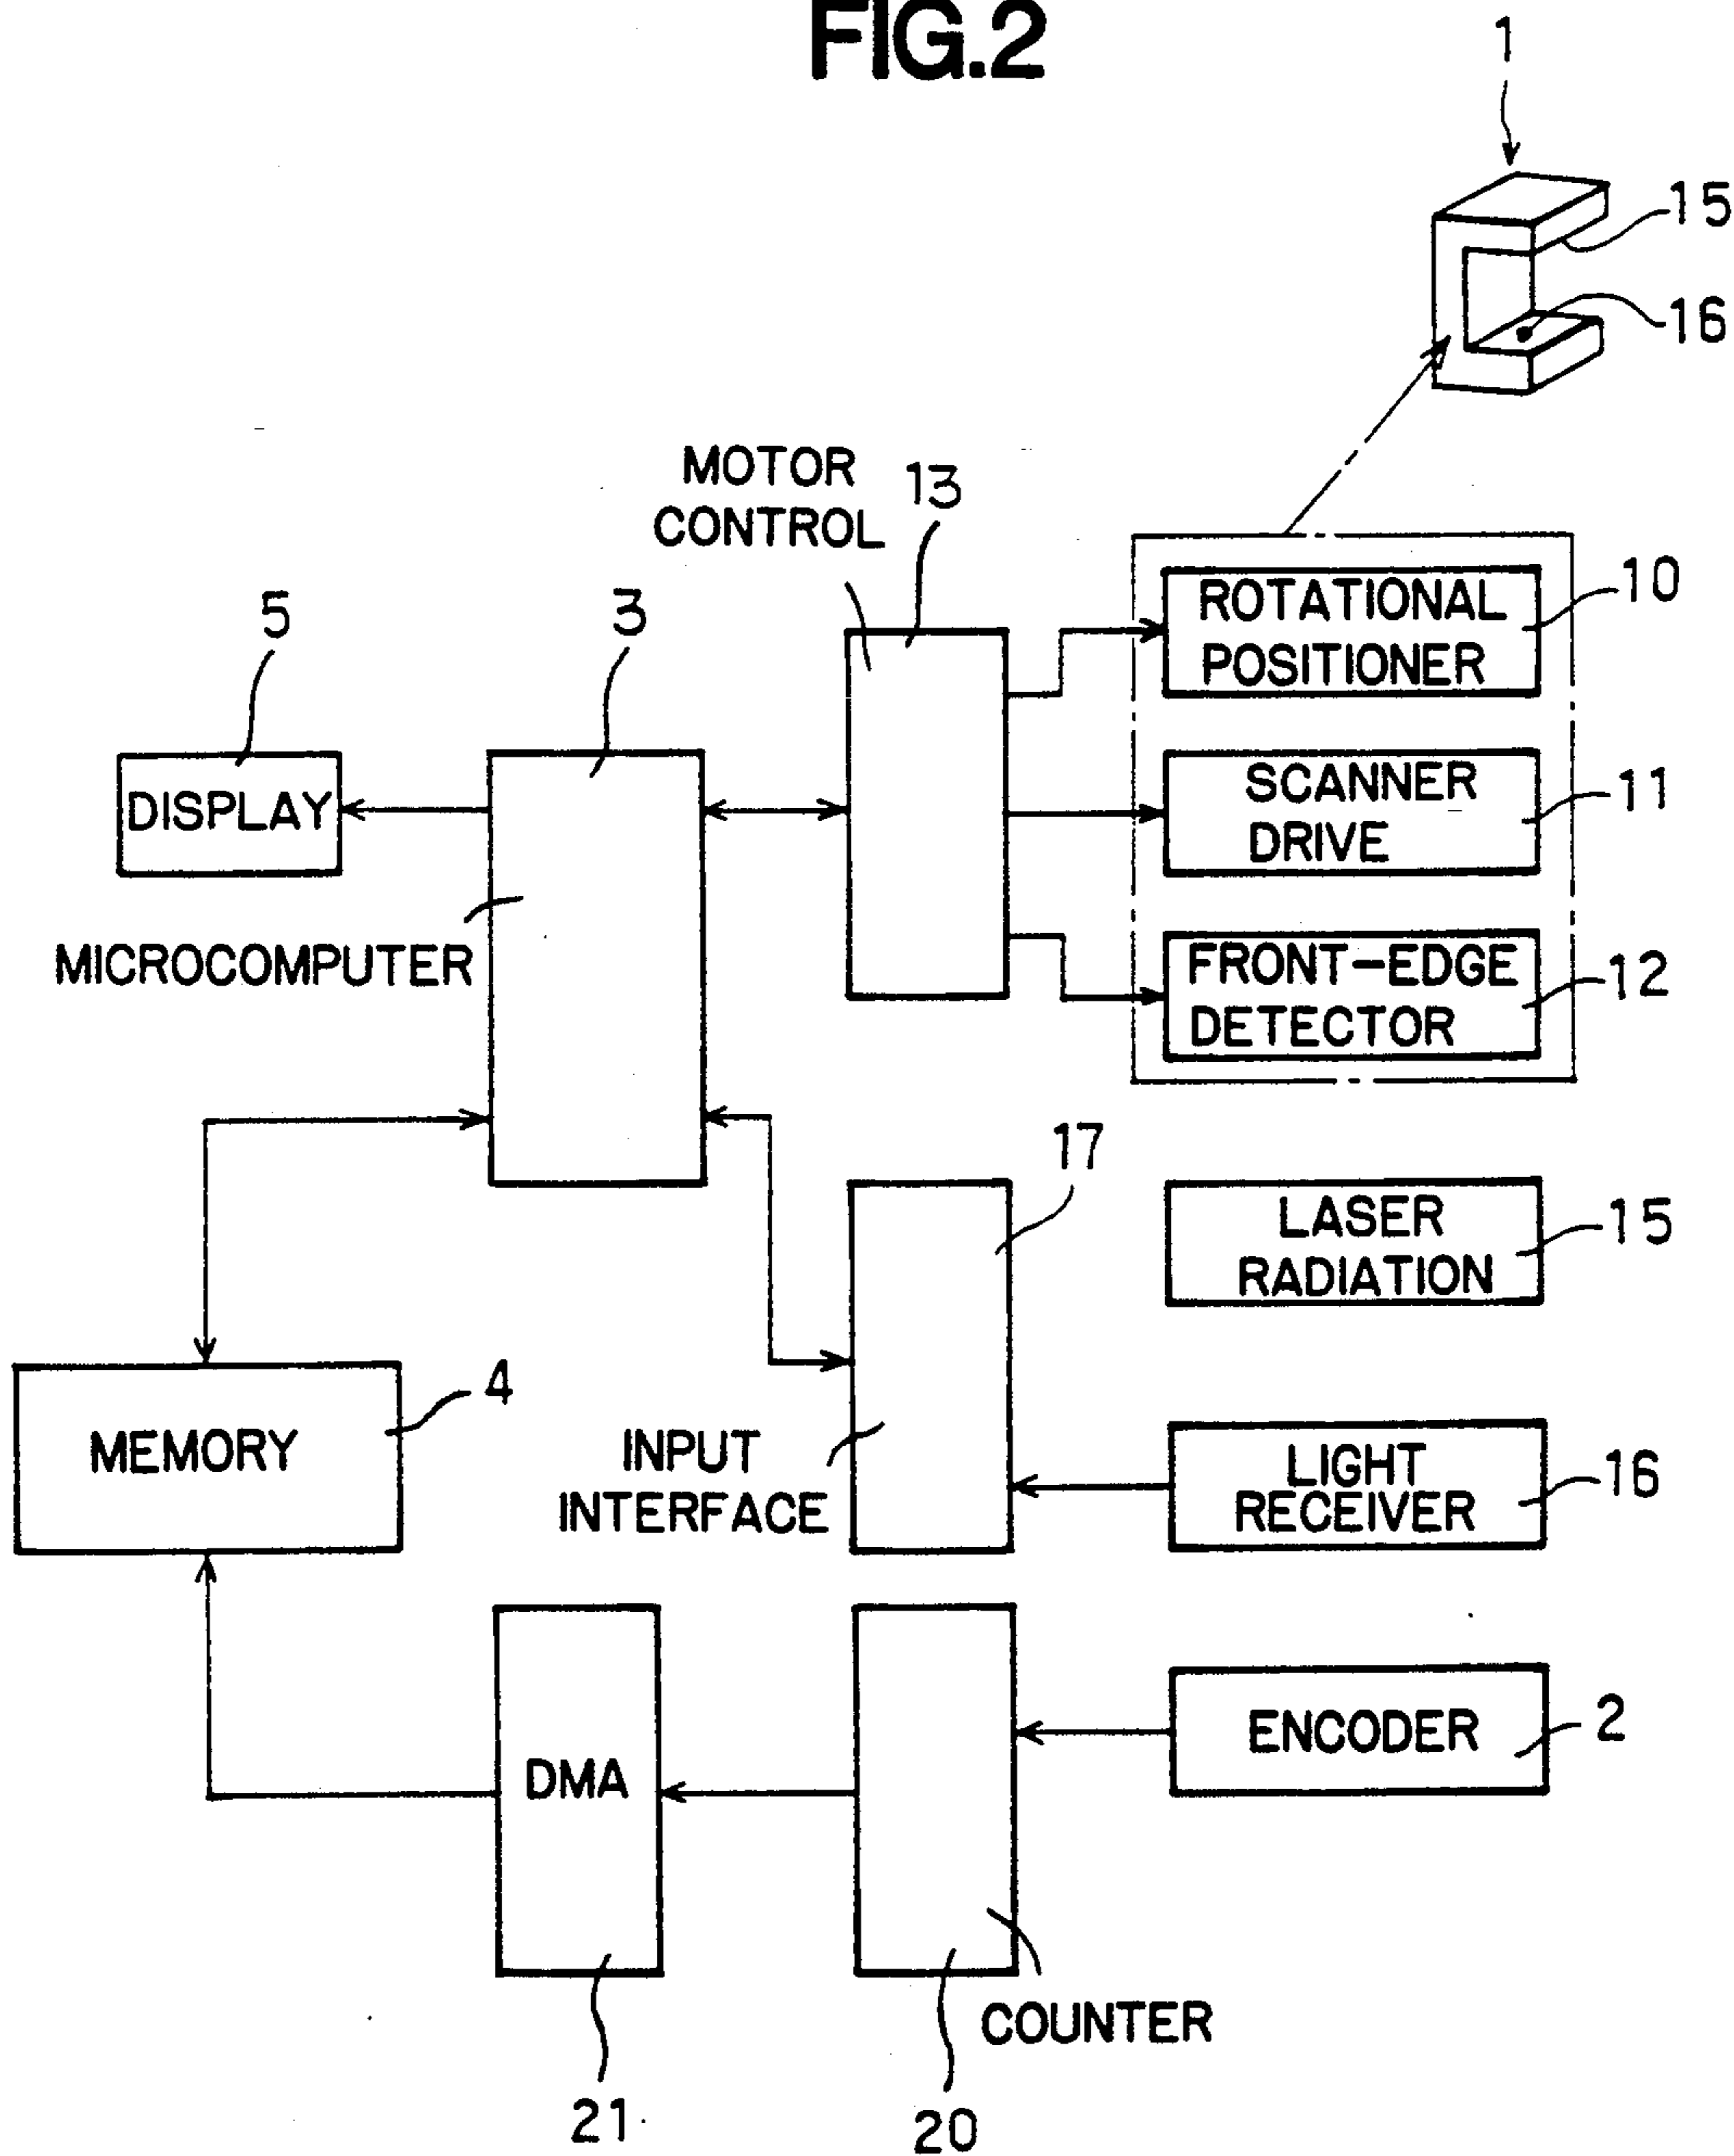 FIG.2
1
15
16
MOTOR
CONTROL
13
ROTATIONAL
POSITIONER
10
5
3
DISPLAY
SCANNER
DRIVE
11
MICROCOMPUTER
FRONT-EDGE
DETECTOR
12
17
LASER
RADIATION
15
MEMORY
4
INPUT
INTERFACE
LIGHT
RECEIVER
16
DMA
ENCODER
2
COUNTER
21
20